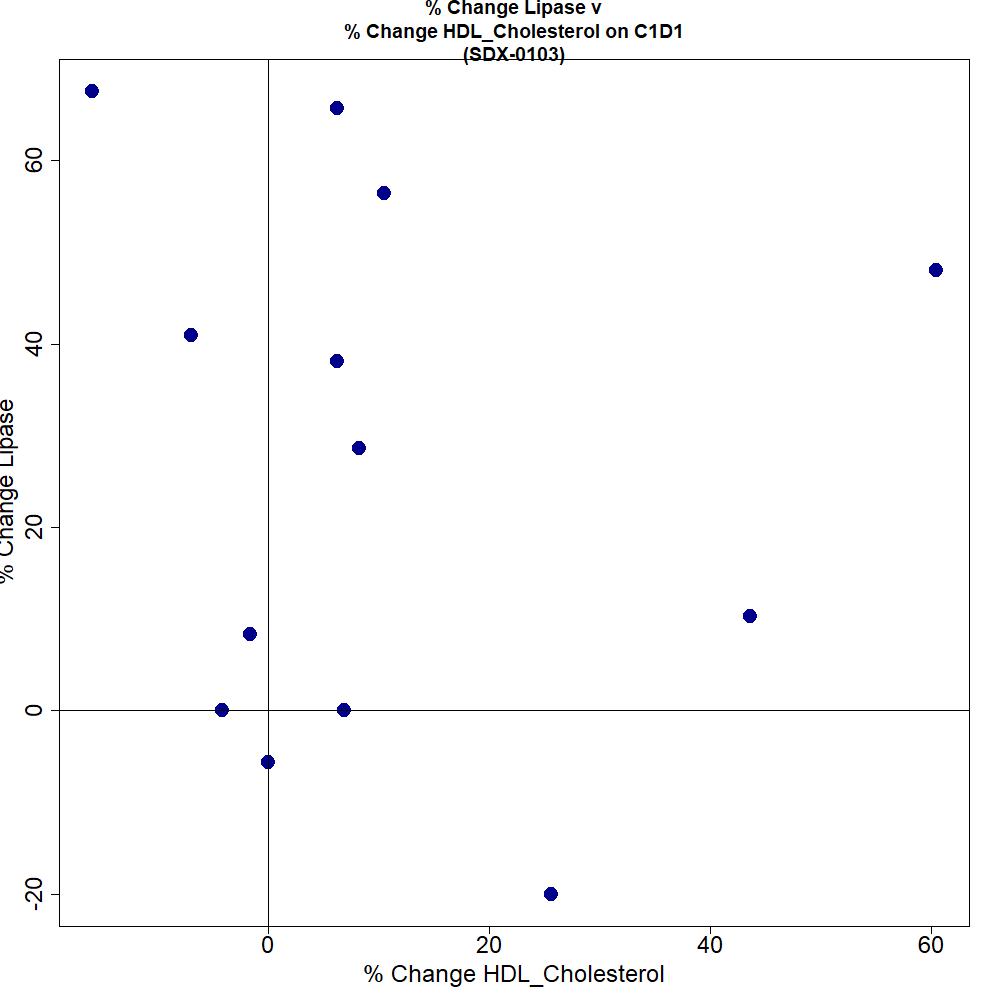 % Change Lipase v
% Change HDL_Cholesterol on C1D1
(SDX-0103)
% Change Lipase
60
40
20
0
-20
0
20
40
60
% Change HDL_Cholesterol